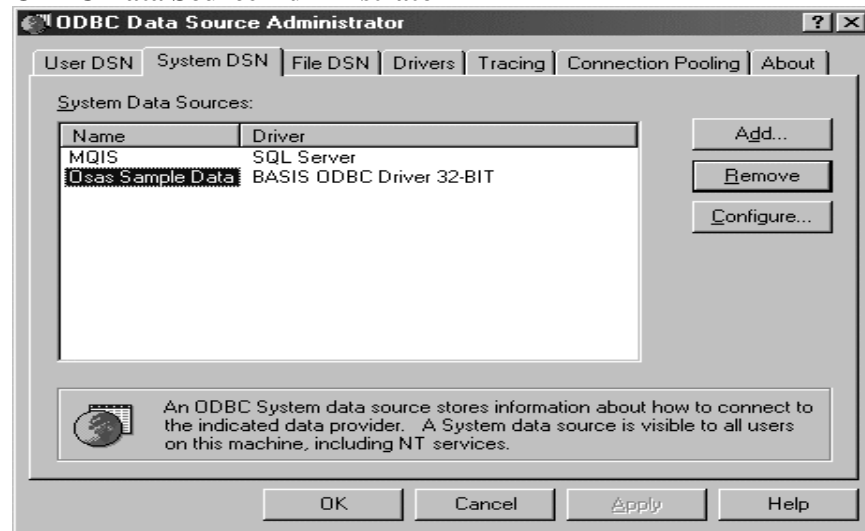 ODBC Data Source Administrator
User DSN System DSN File DSN Drivers Tracing Connection Pooling About
System Data Sources:
Name Driver
MQIS SQL Server
Osas Sample Data BASIS ODBC Driver 32-BIT
Add...
Remove
Configure...
An ODBC System data source stores information about how to connect to
the indicated data provider. A System data source is visible to all users
on this machine, including NT services.
OK Cancel Apply Help